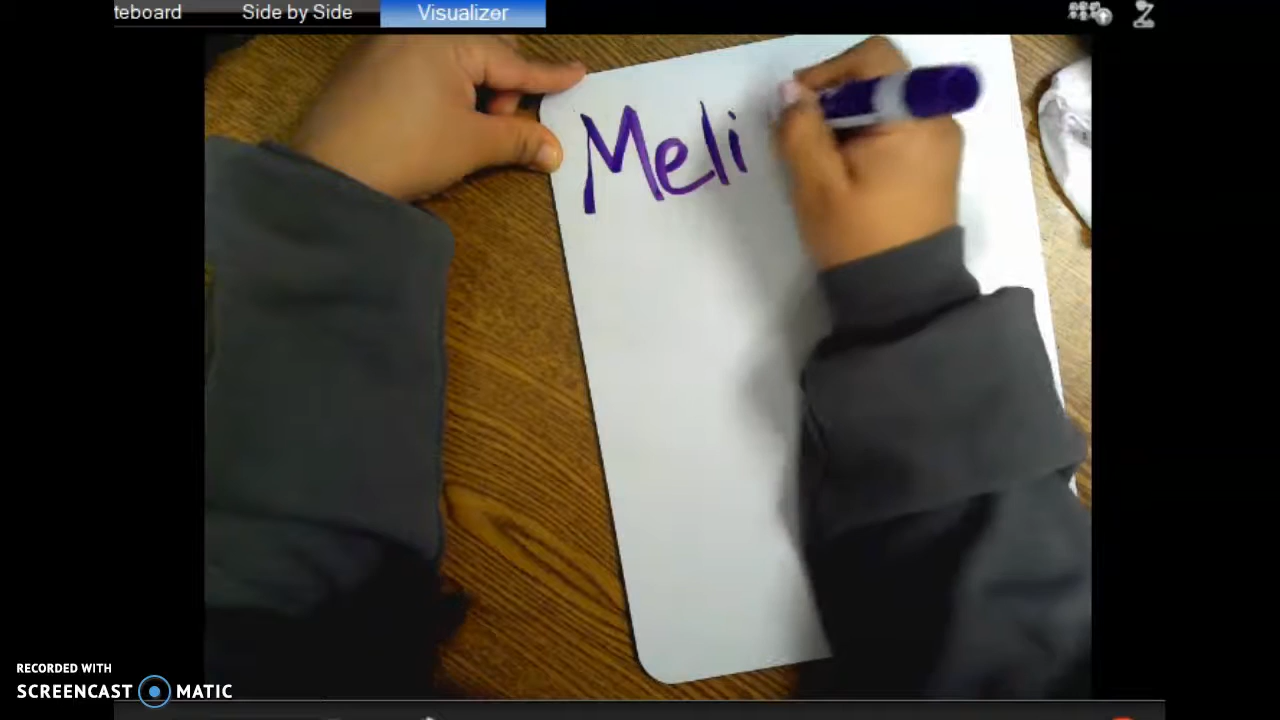 teboard Side by Side Visualizer
Meli
RECORDED WITH
SCREENCAST MATIC